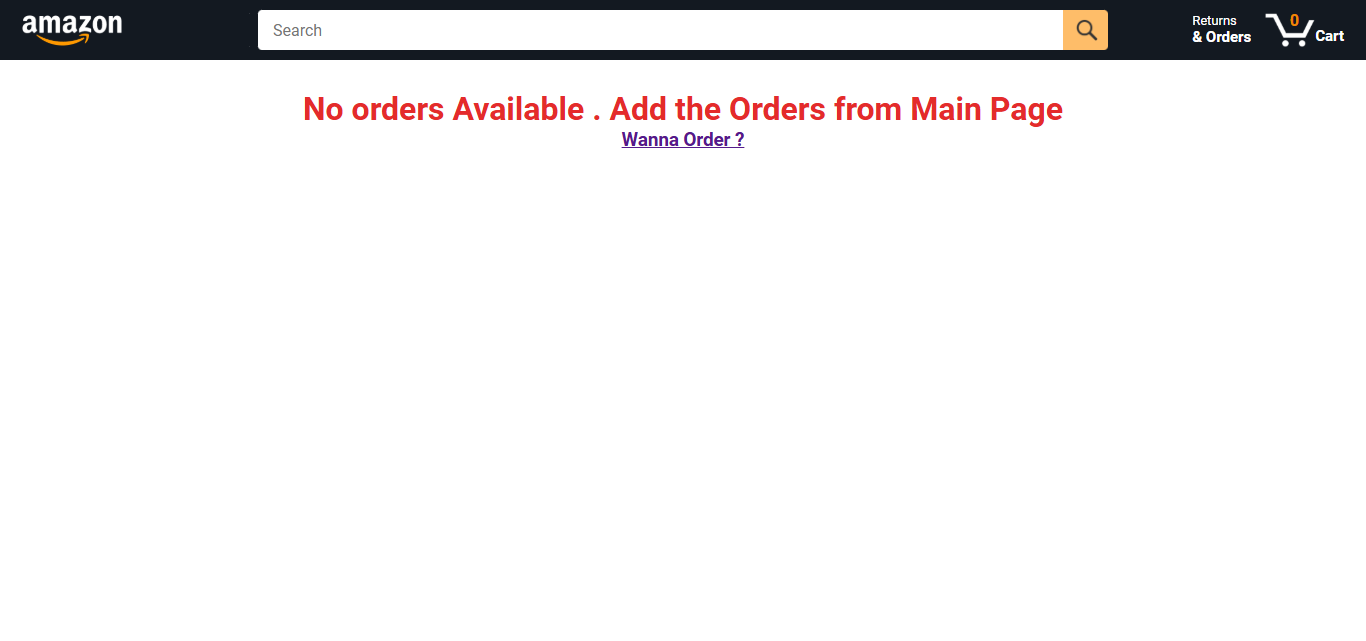 amazon
Search
Returns
& Orders
0
Cart
No orders Available . Add the Orders from Main Page
Wanna Order ?